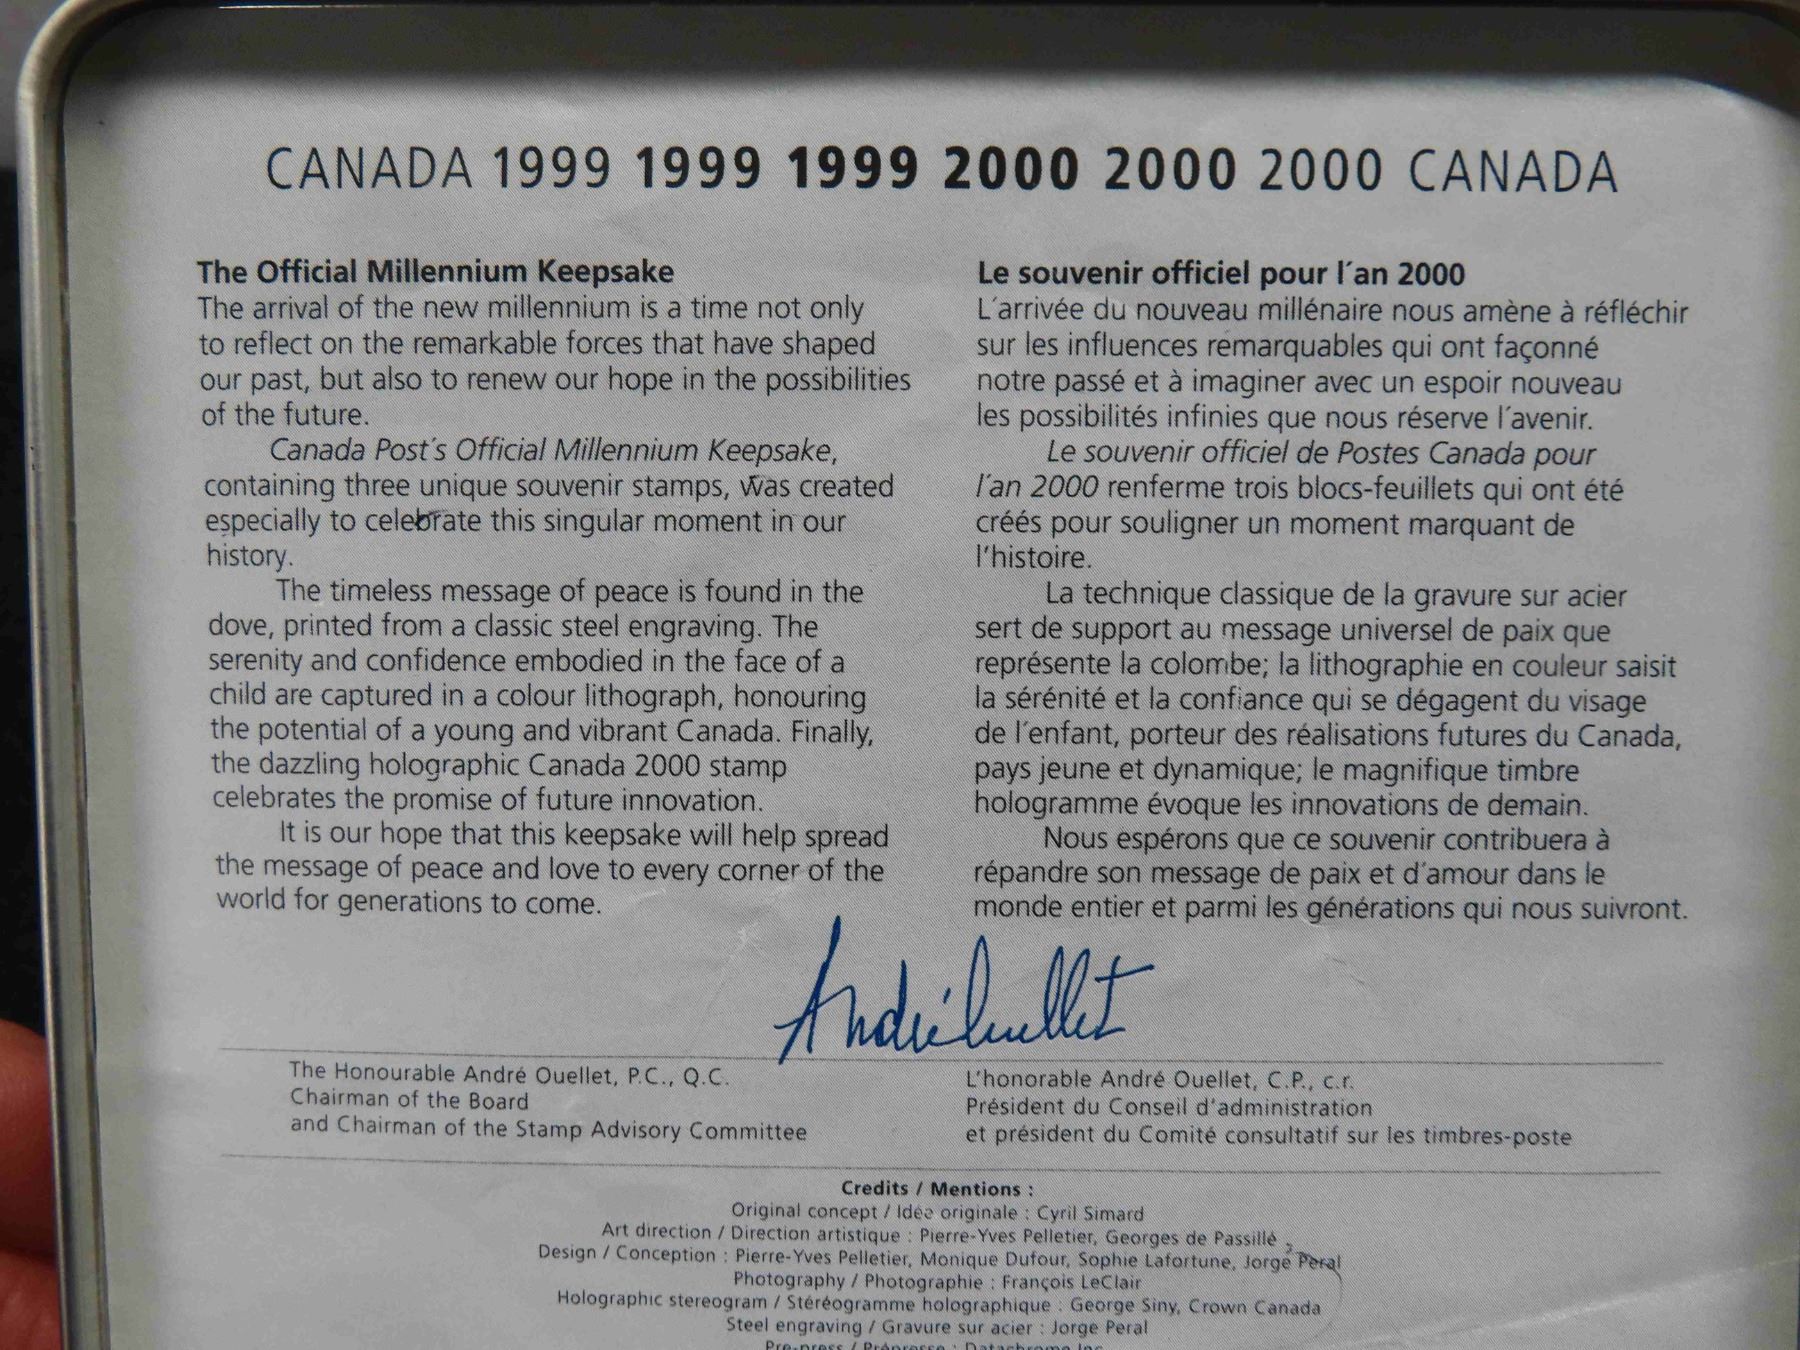 CANADA 1999 1999 1999 2000 2000 2000 CANADA
The Official Millennium Keepsake
The arrival of the new millennium is a time not only
to reflect on the remarkable forces that have shaped
our past, but also to renew our hope in the possibilities
of the future.
Canada Post´s Official Millennium Keepsake,
containing three unique souvenir stamps, was created
especially to celebrate this singular moment in our
history.
The timeless message of peace is found in the
dove, printed from a classic steel engraving. The
serenity and confidence embodied in the face of a
child are captured in a colour lithograph, honouring
the potential of a young and vibrant Canada. Finally,
the dazzling holographic Canada 2000 stamp
celebrates the promise of future innovation.
It is our hope that this keepsake will help spread
the message of peace and love to every corner of the
world for generations to come.
Le souvenir officiel pour l´an 2000
L´arrivée du nouveau millénaire nous amène à réfléchir
sur les influences remarquables qui ont façonné
notre passé et à imaginer avec un espoir nouveau
les possibilités infinies que nous réserve l´avenir.
Le souvenir officiel de Postes Canada pour
l´an 2000 renferme trois blocs-feuillets qui ont été
créés pour souligner un moment marquant de
l'histoire.
La technique classique de la gravure sur acier
sert de support au message universel de paix que
représente la colombe; la lithographie en couleur saisit
la sérénité et la confiance qui se dégagent du visage
de l´enfant, porteur des réalisations futures du Canada,
pays jeune et dynamique; le magnifique timbre
hologramme évoque les innovations de demain.
Nous espérons que ce souvenir contribuera à
répandre son message de paix et d´amour dans le
monde entier et parmi les générations qui nous suivront.
André Ouellet
The Honourable André Ouellet, P.C., Q.C.
Chairman of the Board
and Chairman of the Stamp Advisory Committee
L'honorable André Ouellet, C.P., c.r.
Président du Conseil d'administration
et président du Comité consultatif sur les timbres-poste
Credits / Mentions :
Original concept / Idée originale : Cyril Simard
Art direction / Direction artistique : Pierre-Yves Pelletier, Georges de Passillé
Design / Conception : Pierre-Yves Pelletier, Monique Dufour, Sophie Lafortune, Jorge Peral
Photography / Photographie : François LeClair
Holographic stereogram / Stéréogramme holographique : George Siny, Crown Canada
Steel engraving / Gravure sur acier : Jorge Peral
Pre-press / Prépresse : Datachrome Inc.